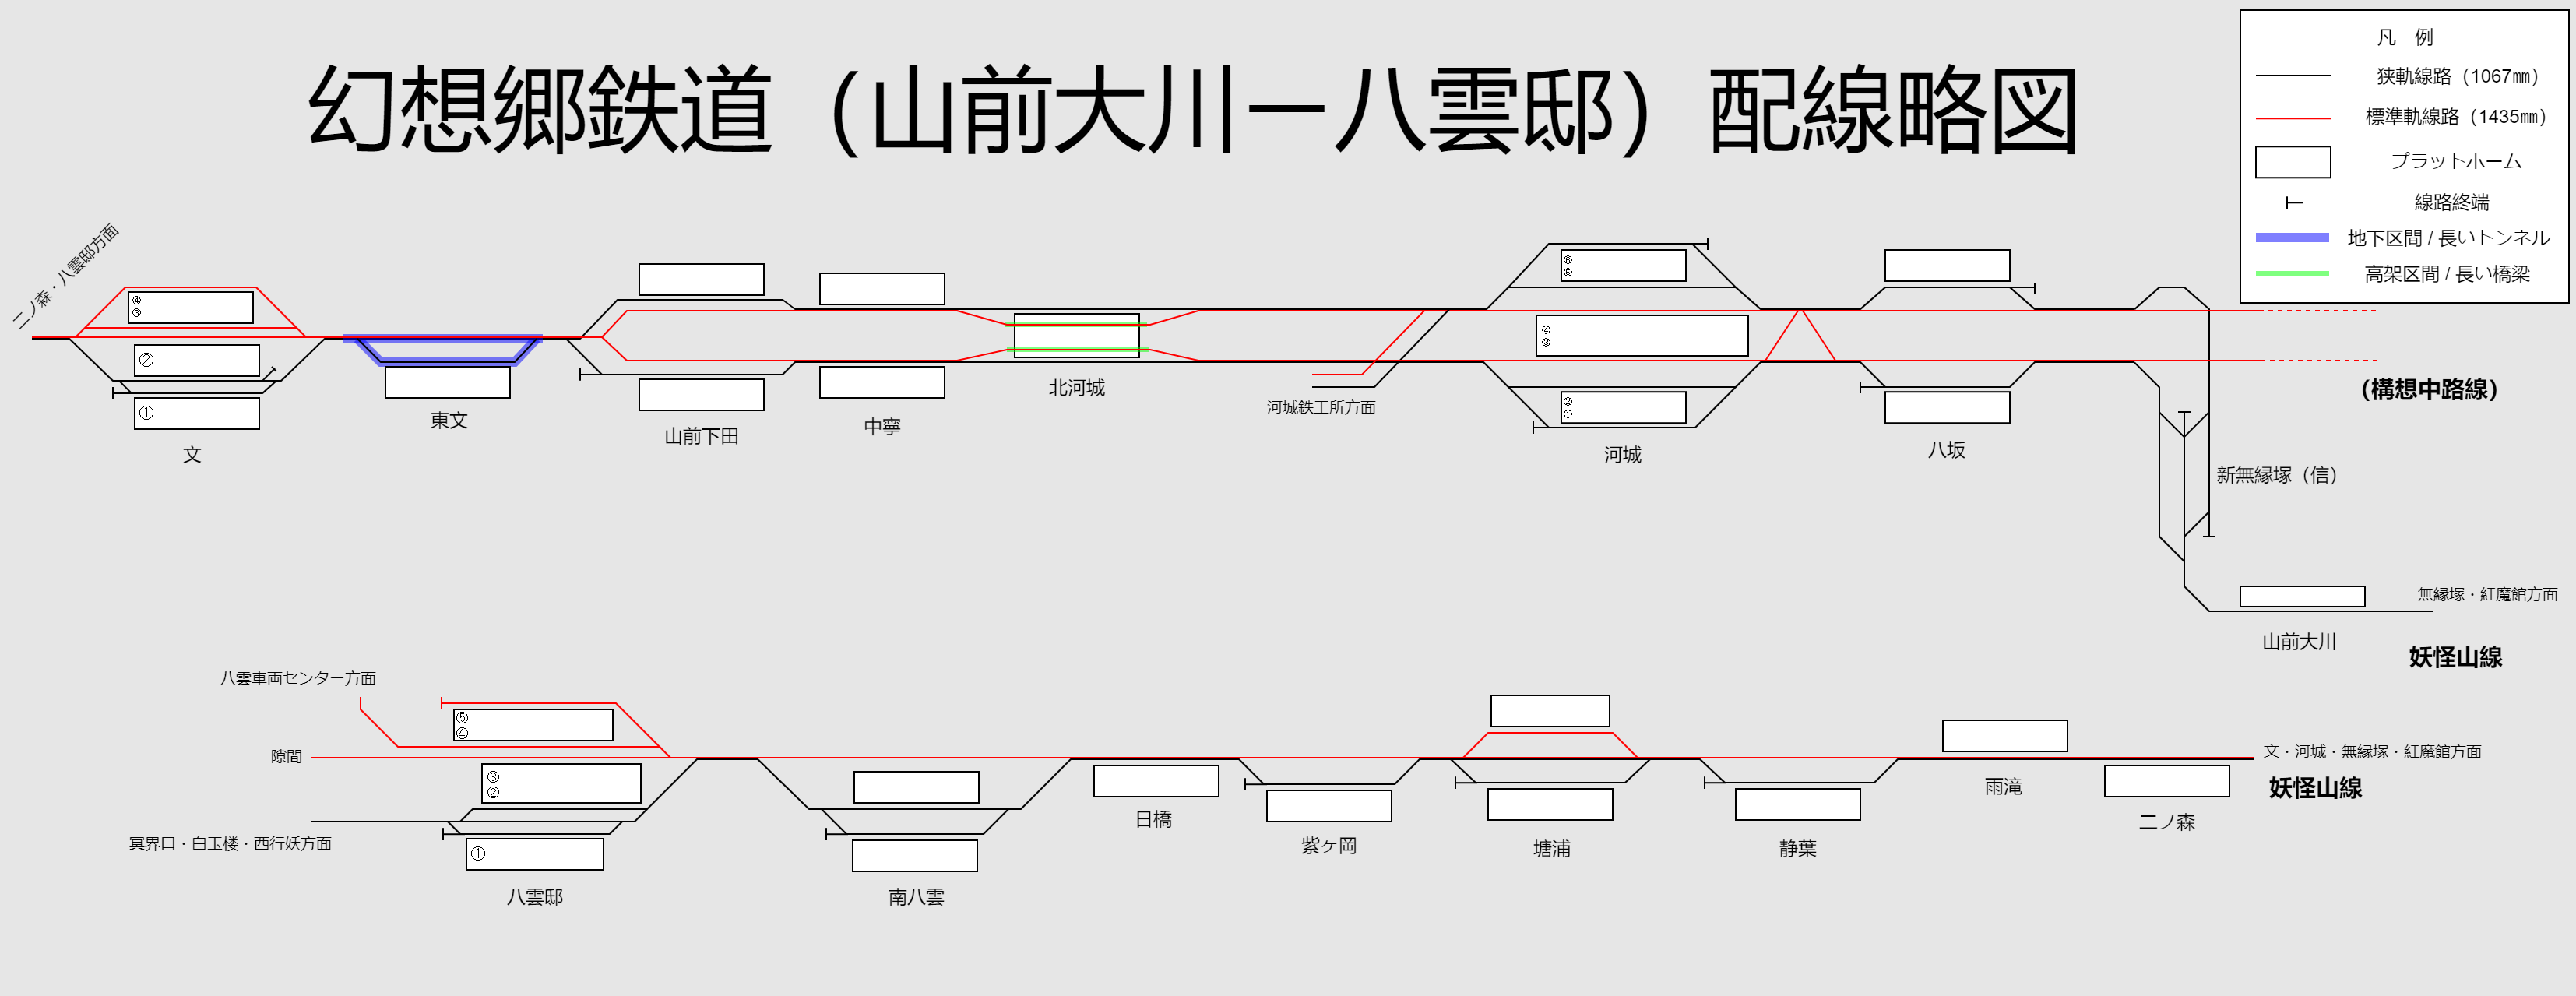 幻想郷鉄道（山前大川ー八雲邸）配線略図
凡　例
狭軌線路（1067㎜）
標準軌線路（1435㎜）
プラットホーム
線路終端
地下区間 / 長いトンネル
高架区間 / 長い橋梁
二ノ森・八雲邸方面
④
③
②
①
文
東文
山前下田
中寧
北河城
河城鉄工所方面
⑥
⑤
④
③
②
①
河城
八坂
（構想中路線）
新無縁塚（信）
無縁塚・紅魔館方面
山前大川
妖怪山線
八雲車両センター方面
隙間
冥界口・白玉楼・西行妖方面
⑤
④
③
②
①
八雲邸
南八雲
日橋
紫ヶ岡
塘浦
静葉
雨滝
二ノ森
文・河城・無縁塚・紅魔館方面
妖怪山線